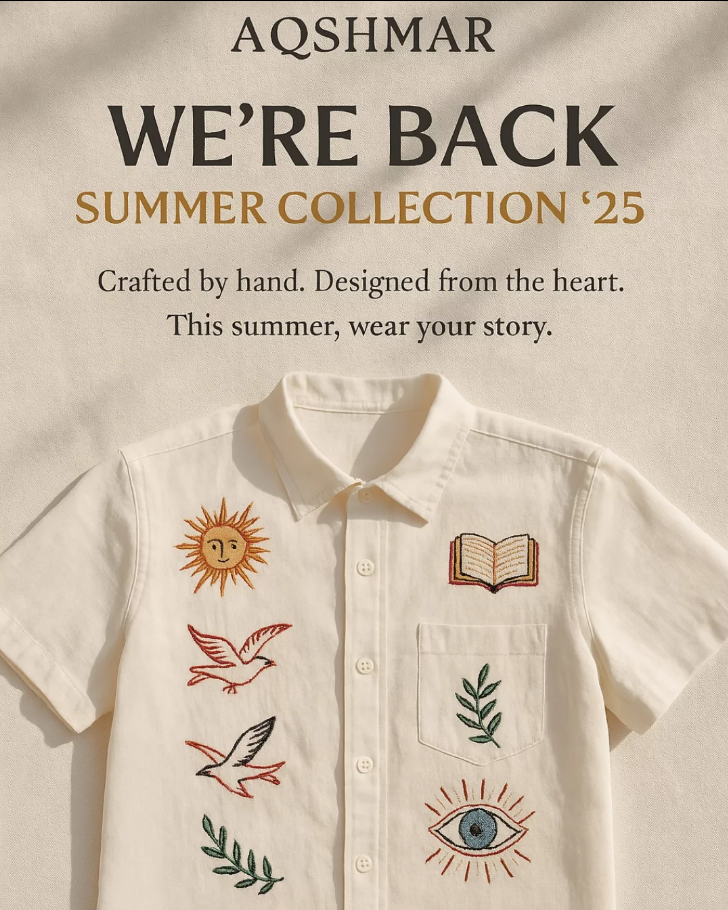 AQSHMAR
WE’RE BACK
SUMMER COLLECTION ‘25
Crafted by hand. Designed from the heart.
This summer, wear your story.